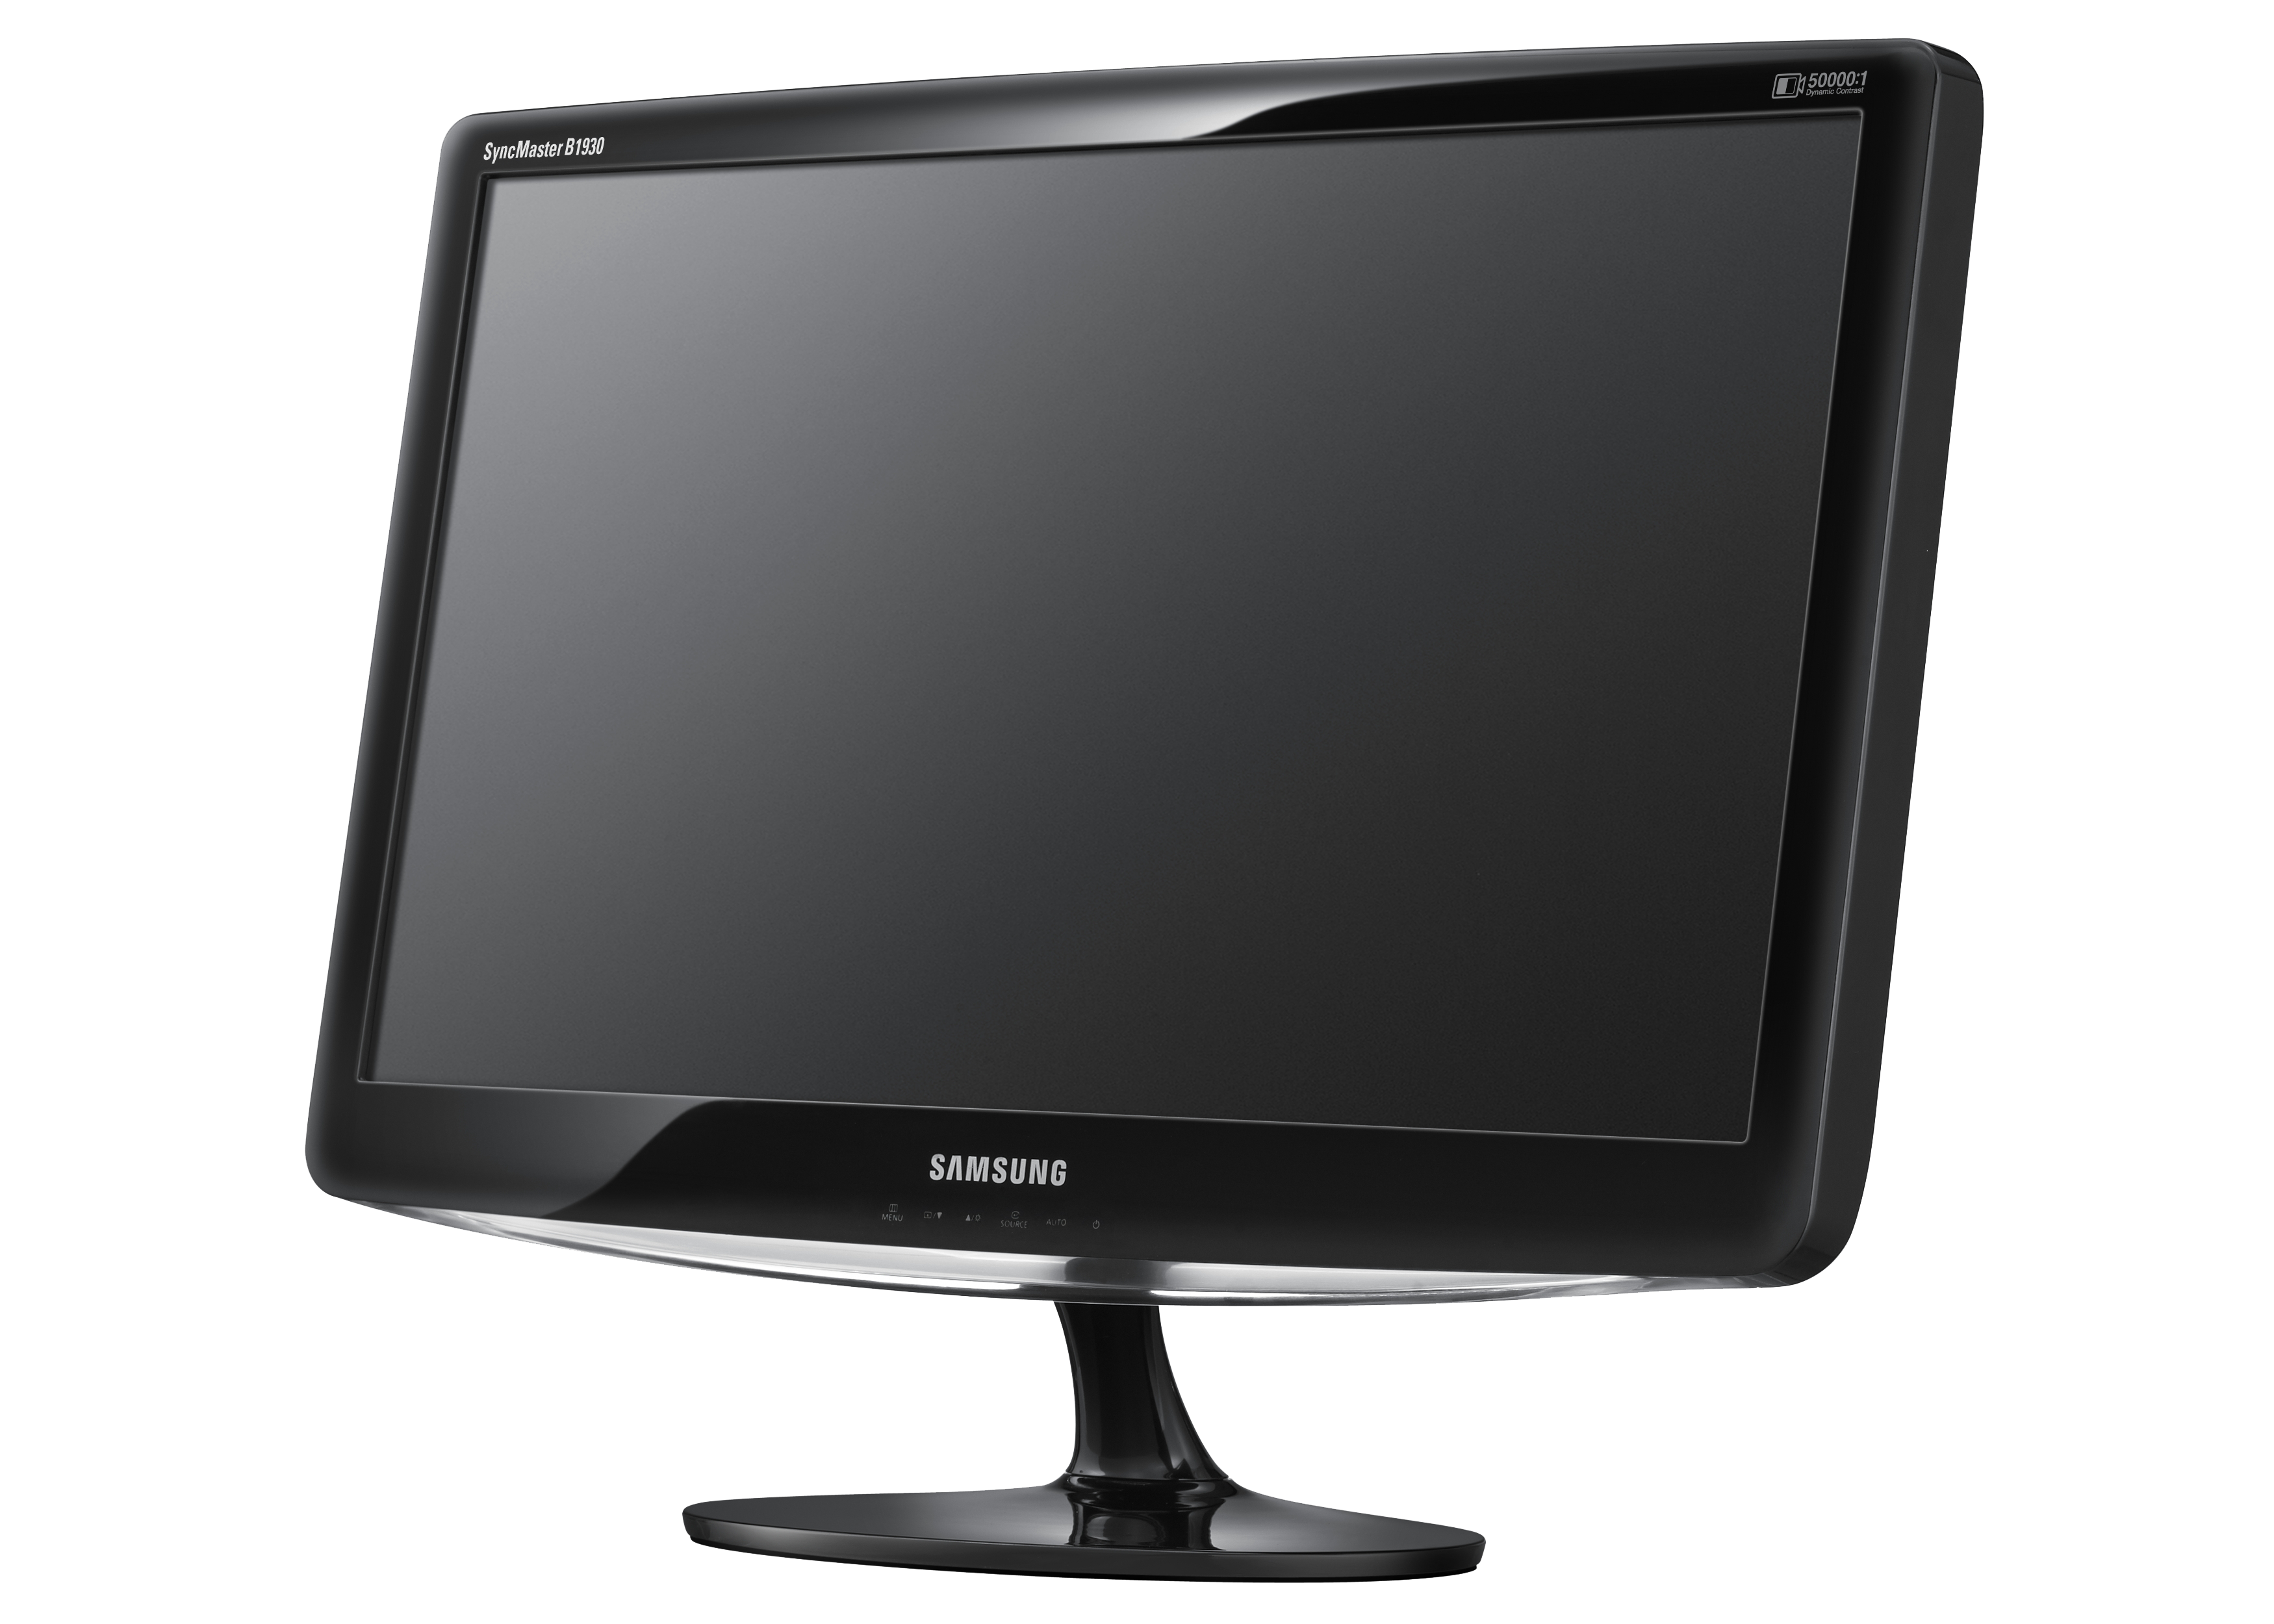 SyncMaster B1930
50000:1
Dynamic Contrast
SAMSUNG
MENU
SOURCE
AUTO